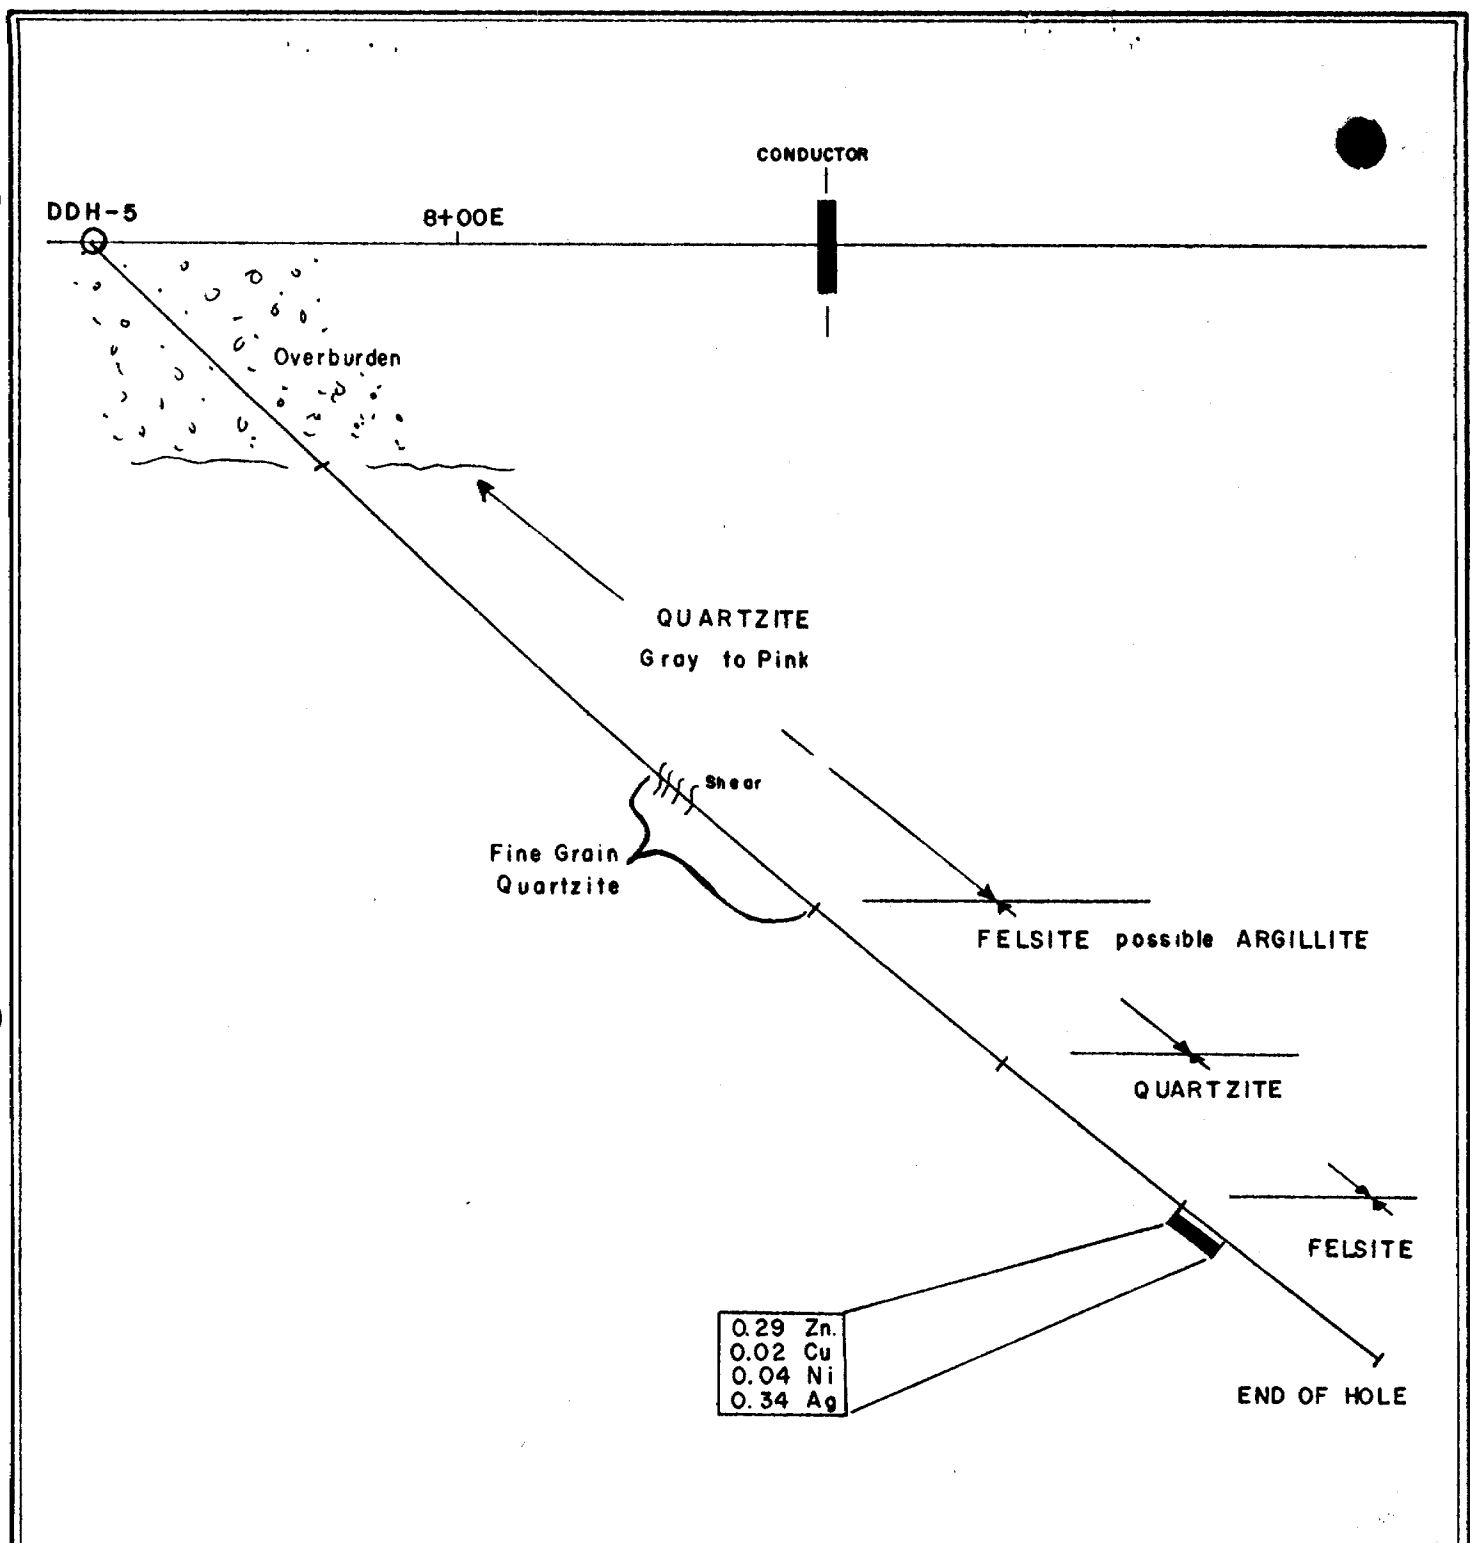 CONDUCTOR
DDH-5
8+00E
Overburden
QUARTZITE
Gray to Pink
Shear
Fine Grain
Quartzite
FELSITE possible ARGILLITE
QUARTZITE
FELSITE
0.29 Zn.
0.02 Cu
0.04 Ni
0.34 Ag
END OF HOLE